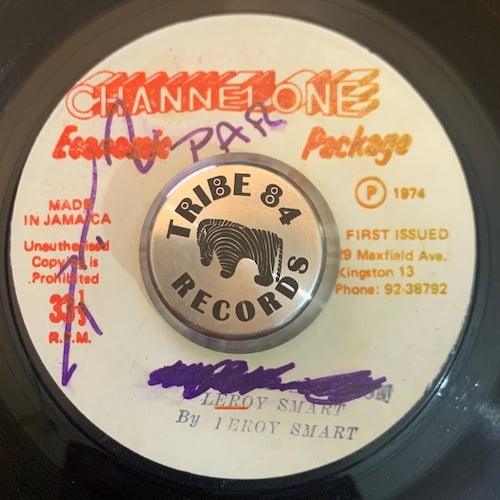 CHANNEL ONE
Economic Package
PAR
MADE
IN JAMAICA
Unauthorised
Copying is
Prohibited
33⅓
R.P.M.
P 1974
FIRST ISSUED
29 Maxfield Ave.
Kingston 13
Phone: 92-38792
TRIBE 84
RECORDS
LEROY SMART
By 1EROY SMART